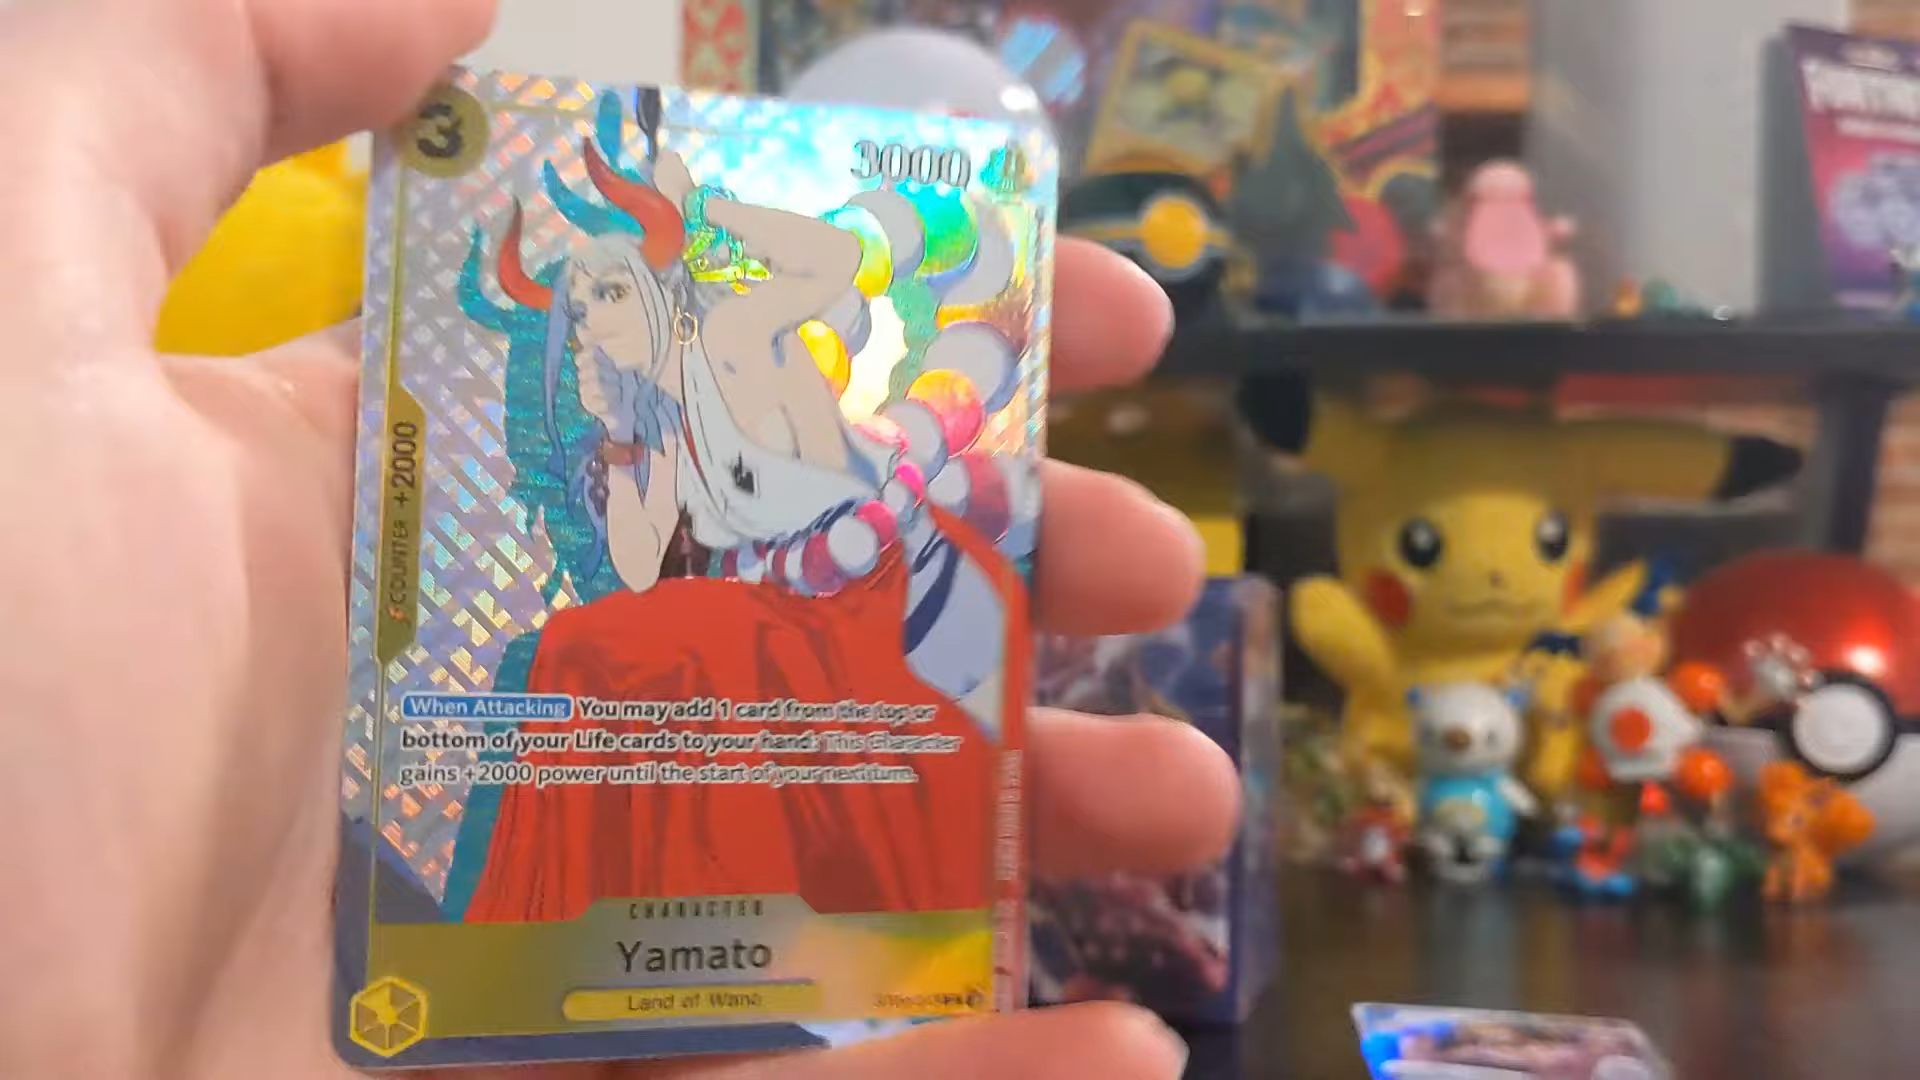 3
3000
COUNTER +2000
When Attacking You may add 1 card from the top or
bottom of your Life cards to your hand: This Character
gains +2000 power until the start of your next turn.
CHARACTER
Yamato
Land of Wano